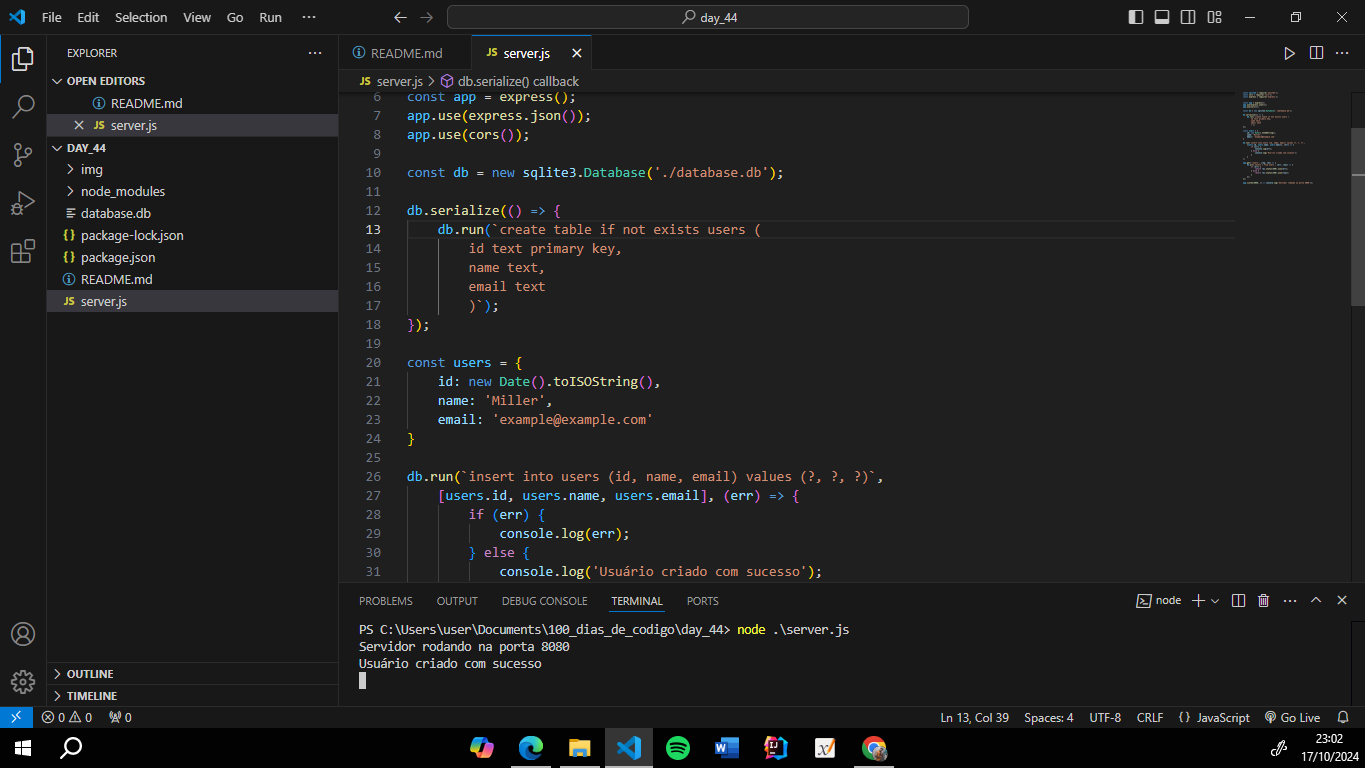 File Edit Selection View Go Run ··· day_44
EXPLORER ···
OPEN EDITORS
README.md
server.js
DAY_44
img
node_modules
database.db
package-lock.json
package.json
README.md
server.js
OUTLINE
TIMELINE
README.md JS server.js
JS server.js > db.serialize() callback
6 const app = express();
7 app.use(express.json());
8 app.use(cors());
9
10 const db = new sqlite3.Database('./database.db');
11
12 db.serialize(() => {
13 db.run(`create table if not exists users (
14 id text primary key,
15 name text,
16 email text
17 )`);
18 });
19
20 const users = {
21 id: new Date().toISOString(),
22 name: 'Miller',
23 email: 'example@example.com'
24 }
25
26 db.run(`insert into users (id, name, email) values (?, ?, ?)`,
27 [users.id, users.name, users.email], (err) => {
28 if (err) {
29 console.log(err);
30 } else {
31 console.log('Usuário criado com sucesso');
PROBLEMS OUTPUT DEBUG CONSOLE TERMINAL PORTS node
PS C:\Users\user\Documents\100_dias_de_codigo\day_44> node .\server.js
Servidor rodando na porta 8080
Usuário criado com sucesso
0 0 0 Ln 13, Col 39 Spaces: 4 UTF-8 CRLF {} JavaScript Go Live
23:02
17/10/2024